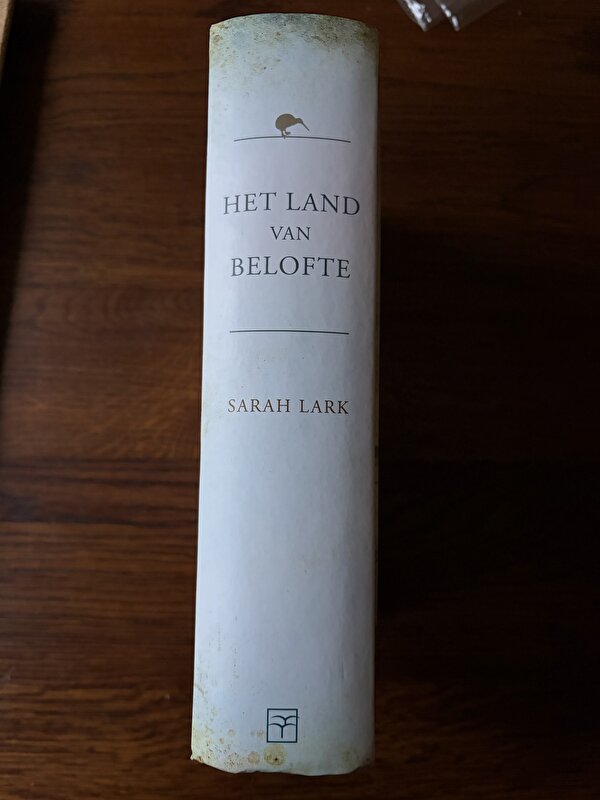 HET LAND
VAN
BELOFTE
SARAH LARK